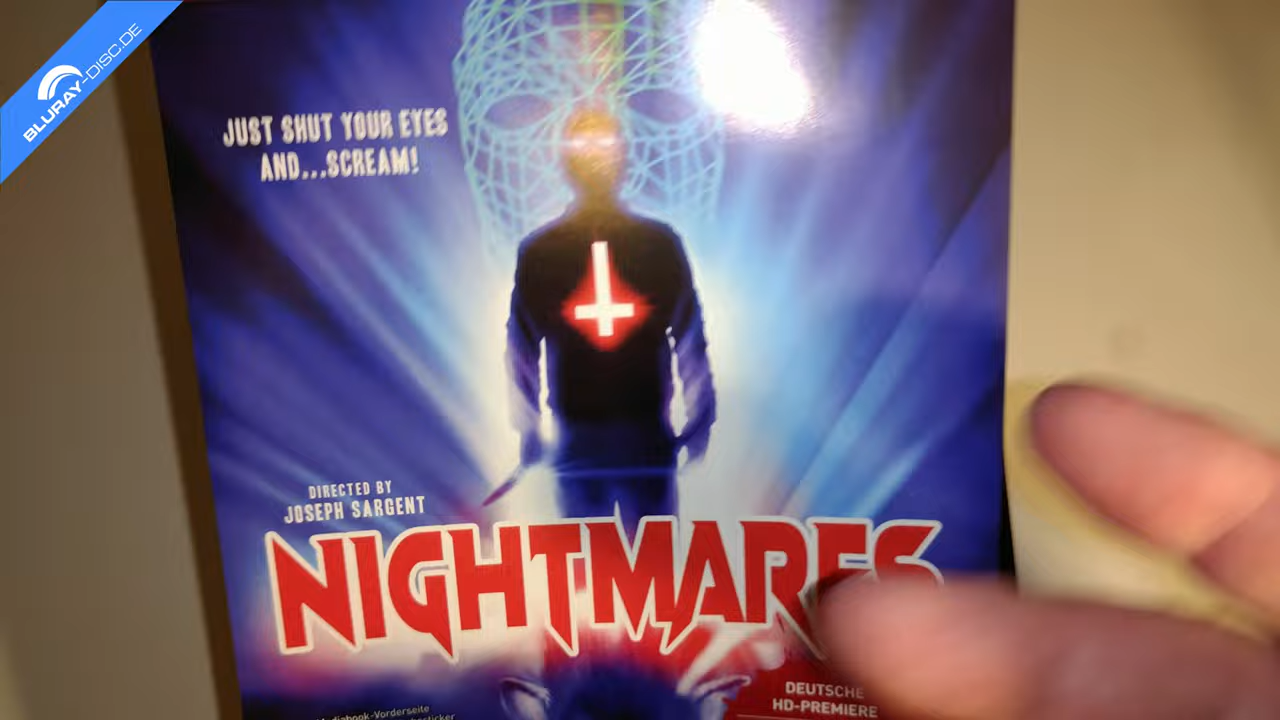 BLURAY-DISC.DE
JUST SHUT YOUR EYES
AND...SCREAM!
DIRECTED BY
JOSEPH SARGENT
NIGHTMARES
DEUTSCHE
HD-PREMIERE